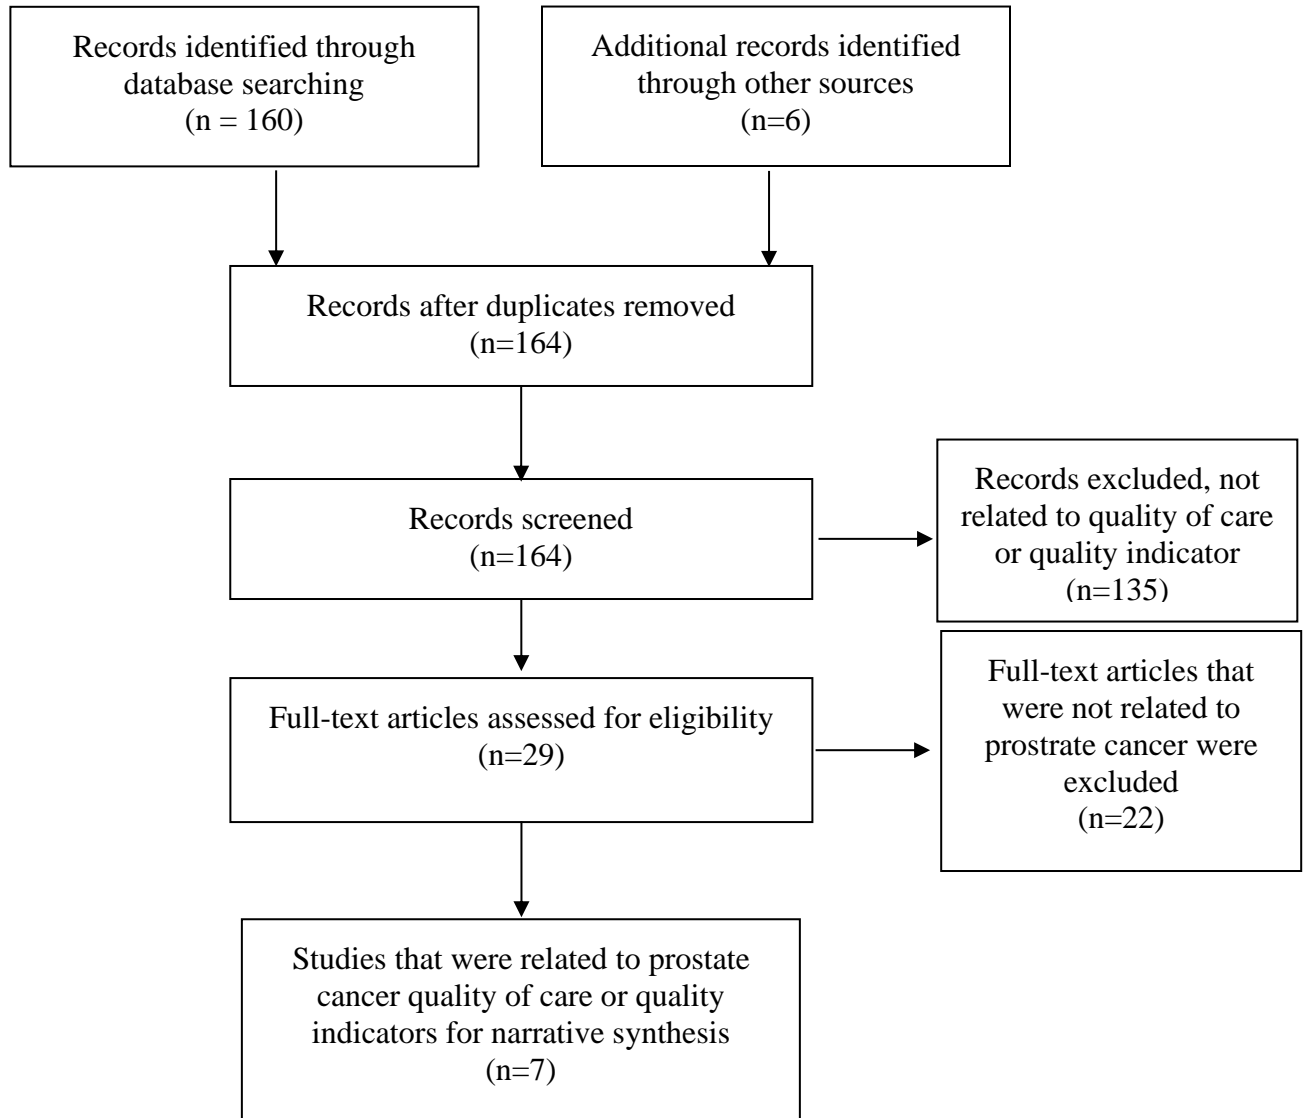 Records identified through
database searching
(n = 160)
Additional records identified
through other sources
(n=6)
Records after duplicates removed
(n=164)
Records screened
(n=164)
Records excluded, not
related to quality of care
or quality indicator
(n=135)
Full-text articles assessed for eligibility
(n=29)
Full-text articles that
were not related to
prostrate cancer were
excluded
(n=22)
Studies that were related to prostate
cancer quality of care or quality
indicators for narrative synthesis
(n=7)